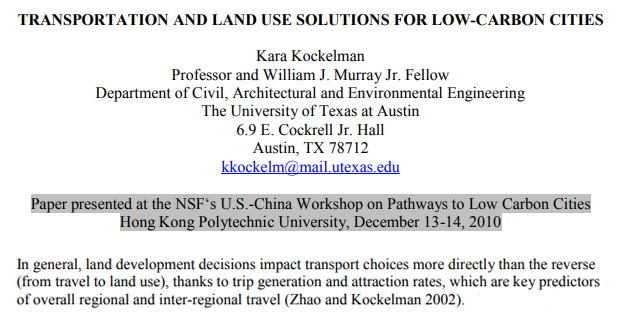 TRANSPORTATION AND LAND USE SOLUTIONS FOR LOW-CARBON CITIES
Kara Kockelman
Professor and William J. Murray Jr. Fellow
Department of Civil, Architectural and Environmental Engineering
The University of Texas at Austin
6.9 E. Cockrell Jr. Hall
Austin, TX 78712
kkockelm@mail.utexas.edu
Paper presented at the NSF‘s U.S.-China Workshop on Pathways to Low Carbon Cities
Hong Kong Polytechnic University, December 13-14, 2010
In general, land development decisions impact transport choices more directly than the reverse
(from travel to land use), thanks to trip generation and attraction rates, which are key predictors
of overall regional and inter-regional travel (Zhao and Kockelman 2002).